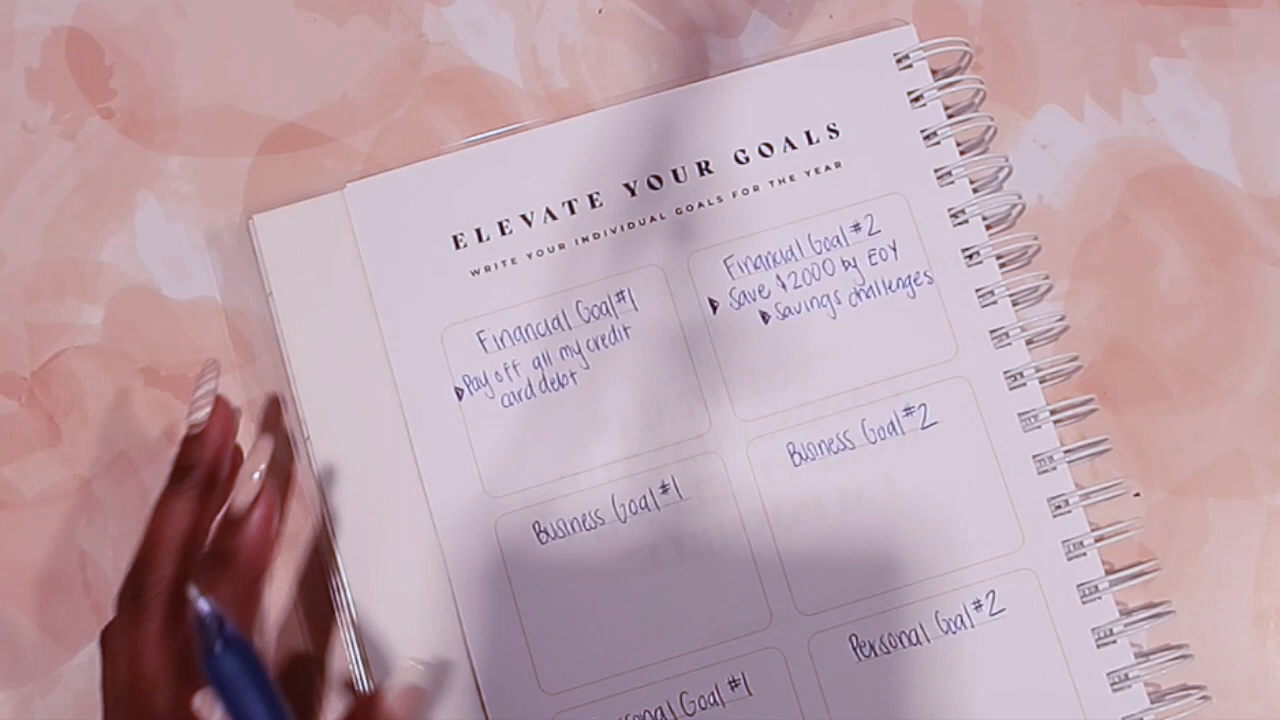 ELEVATE YOUR GOALS
WRITE YOUR INDIVIDUAL GOALS FOR THE YEAR
Financial Goal #1
Pay off all my credit
card debt
Financial Goal #2
Save $2000 by EOY
Savings challenges
Business Goal #1
Business Goal #2
Personal Goal #1
Personal Goal #2